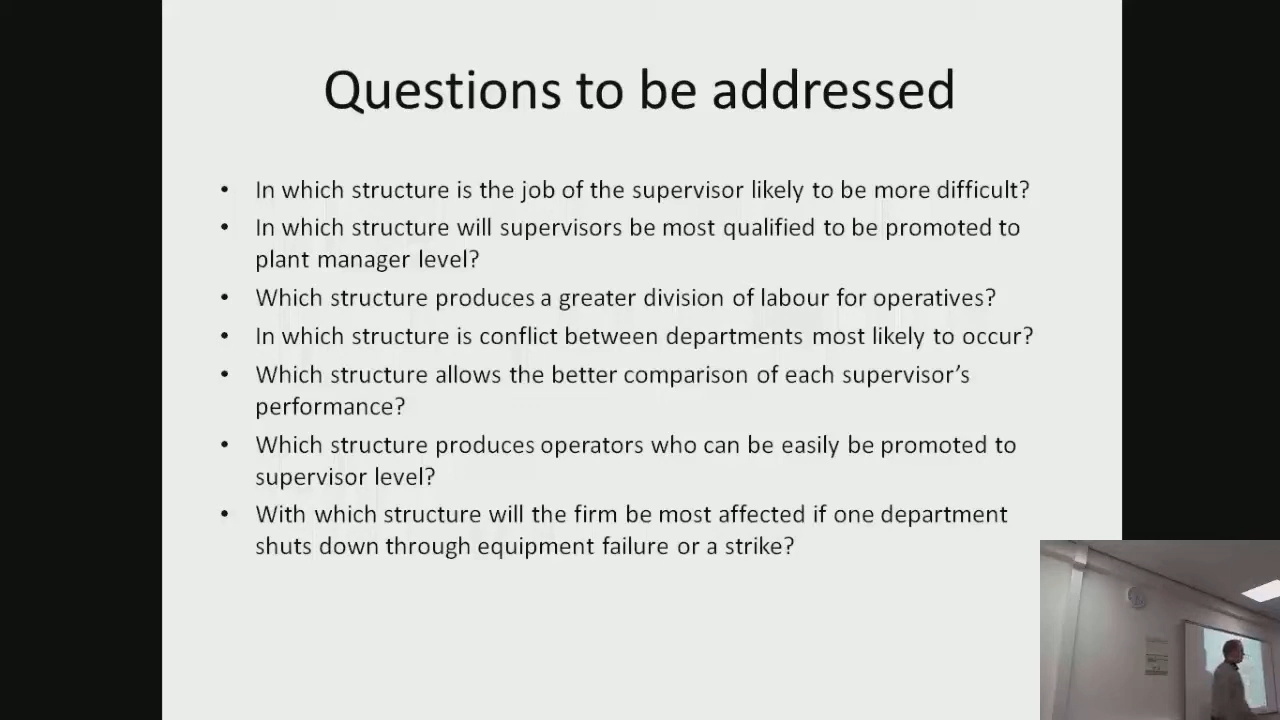 Questions to be addressed
• In which structure is the job of the supervisor likely to be more difficult?
• In which structure will supervisors be most qualified to be promoted to
plant manager level?
• Which structure produces a greater division of labour for operatives?
• In which structure is conflict between departments most likely to occur?
• Which structure allows the better comparison of each supervisor's
performance?
• Which structure produces operators who can be easily be promoted to
supervisor level?
• With which structure will the firm be most affected if one department
shuts down through equipment failure or a strike?